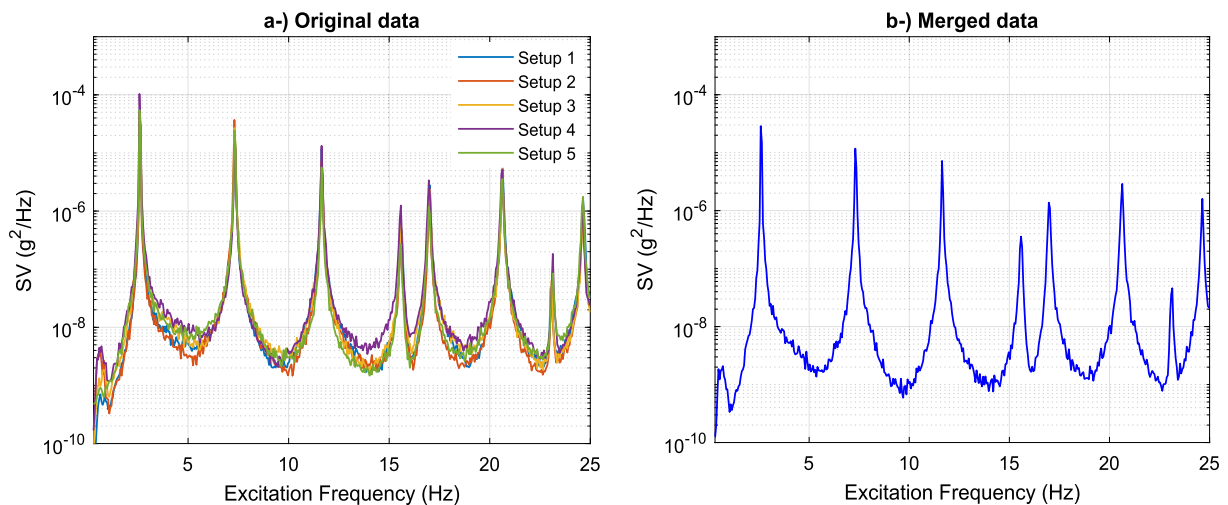 a-) Original data
SV (g²/Hz)
10⁻⁴
10⁻⁶
10⁻⁸
10⁻¹⁰
5 10 15 20 25
Excitation Frequency (Hz)
Setup 1
Setup 2
Setup 3
Setup 4
Setup 5
b-) Merged data
SV (g²/Hz)
10⁻⁴
10⁻⁶
10⁻⁸
10⁻¹⁰
5 10 15 20 25
Excitation Frequency (Hz)